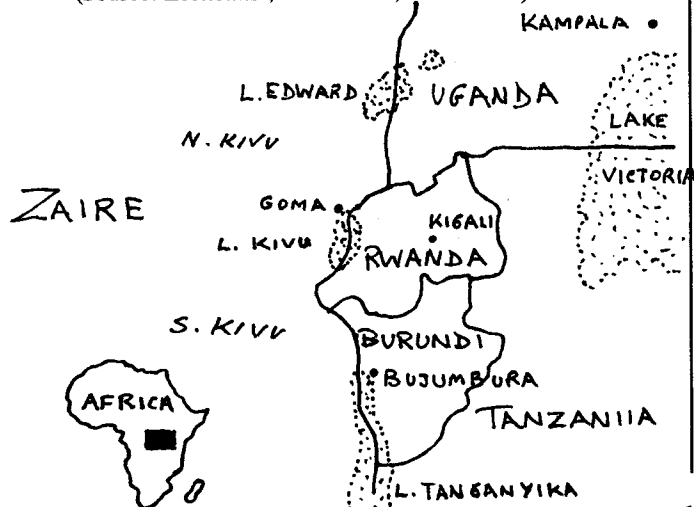 KAMPALA
L. EDWARD
UGANDA
N. KIVU
LAKE
VICTORIA
ZAIRE
GOMA
KIGALI
L. KIVU
RWANDA
S. KIVU
BURUNDI
BUJUMBURA
AFRICA
TANZANIIA
L. TANGANYIKA